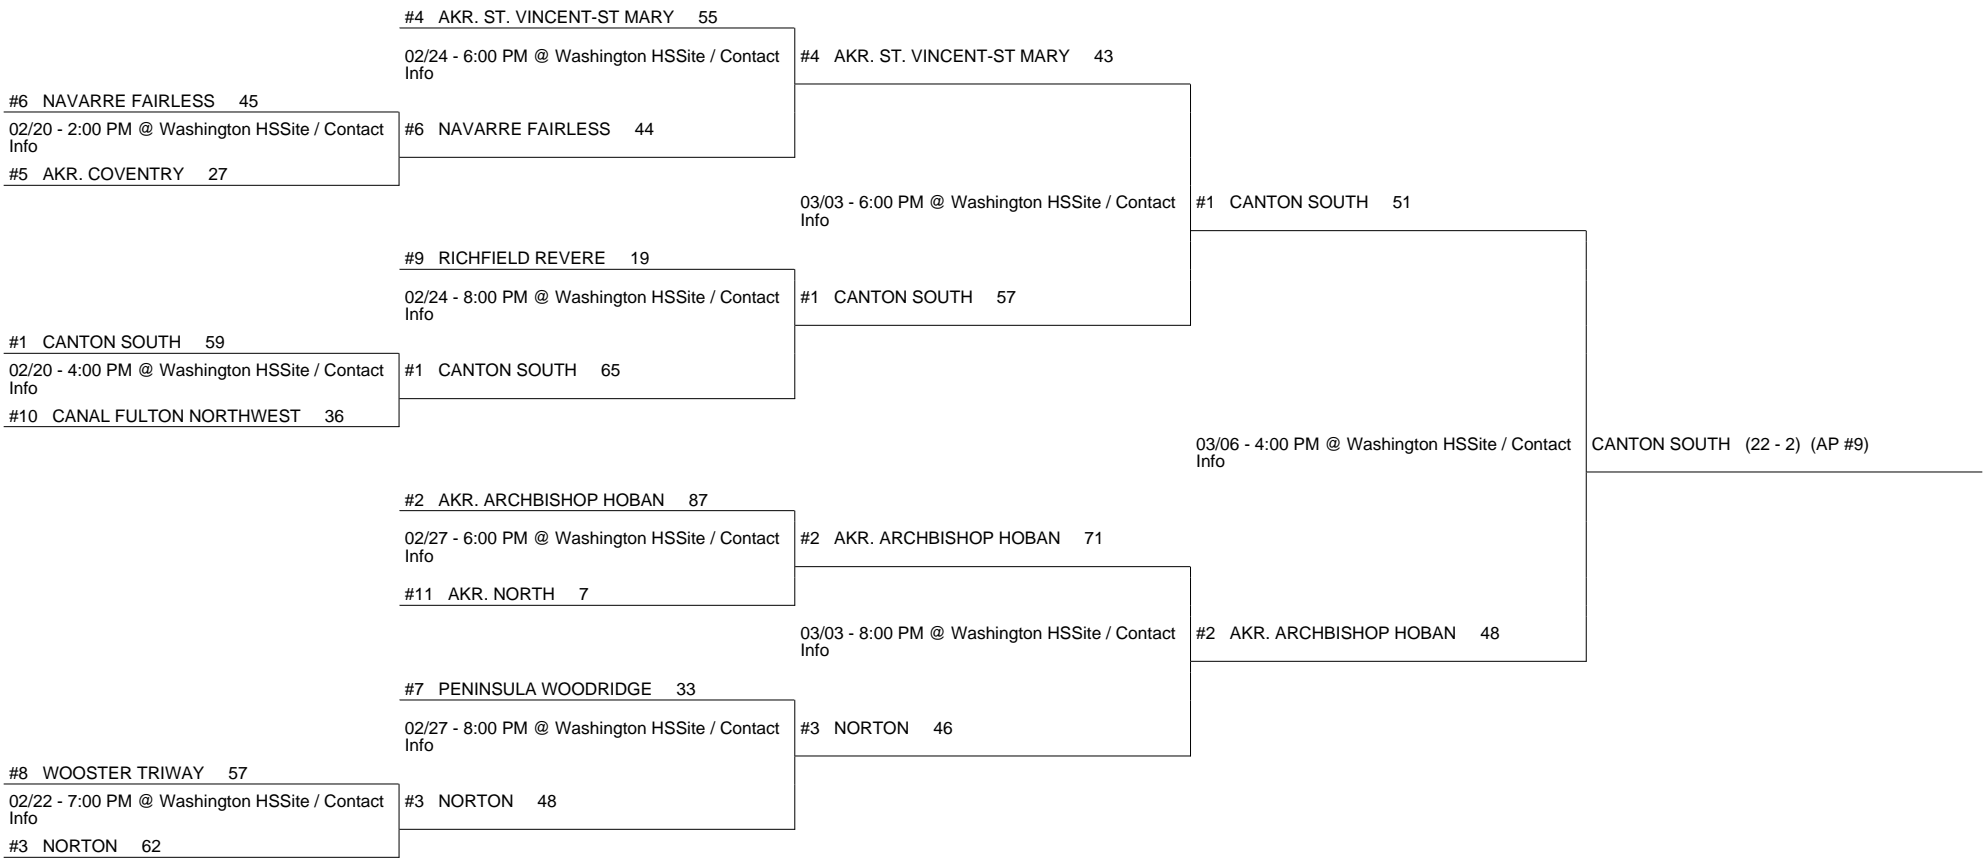 #4 AKR. ST. VINCENT-ST MARY 55
02/24 - 6:00 PM @ Washington HSSite / Contact
Info
#4 AKR. ST. VINCENT-ST MARY 43
#6 NAVARRE FAIRLESS 45
02/20 - 2:00 PM @ Washington HSSite / Contact
Info
#6 NAVARRE FAIRLESS 44
#5 AKR. COVENTRY 27
03/03 - 6:00 PM @ Washington HSSite / Contact
Info
#1 CANTON SOUTH 51
#9 RICHFIELD REVERE 19
02/24 - 8:00 PM @ Washington HSSite / Contact
Info
#1 CANTON SOUTH 57
#1 CANTON SOUTH 59
02/20 - 4:00 PM @ Washington HSSite / Contact
Info
#1 CANTON SOUTH 65
#10 CANAL FULTON NORTHWEST 36
03/06 - 4:00 PM @ Washington HSSite / Contact
Info
CANTON SOUTH (22 - 2) (AP #9)
#2 AKR. ARCHBISHOP HOBAN 87
02/27 - 6:00 PM @ Washington HSSite / Contact
Info
#2 AKR. ARCHBISHOP HOBAN 71
#11 AKR. NORTH 7
03/03 - 8:00 PM @ Washington HSSite / Contact
Info
#2 AKR. ARCHBISHOP HOBAN 48
#7 PENINSULA WOODRIDGE 33
02/27 - 8:00 PM @ Washington HSSite / Contact
Info
#3 NORTON 46
#8 WOOSTER TRIWAY 57
02/22 - 7:00 PM @ Washington HSSite / Contact
Info
#3 NORTON 48
#3 NORTON 62